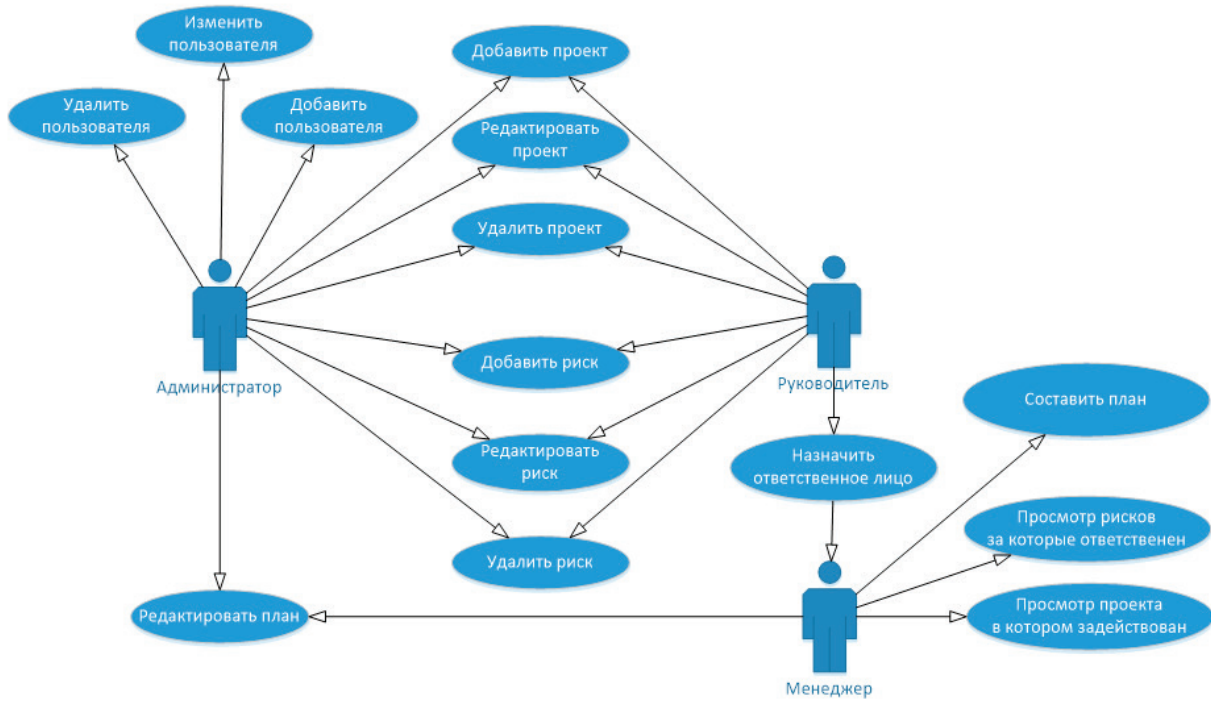 Изменить
пользователя
Удалить
пользователя
Добавить
пользователя
Добавить проект
Редактировать
проект
Удалить проект
Администратор
Добавить риск
Руководитель
Составить план
Редактировать
риск
Назначить
ответственное лицо
Просмотр рисков
за которые ответственен
Удалить риск
Редактировать план
Просмотр проекта
в котором задействован
Менеджер